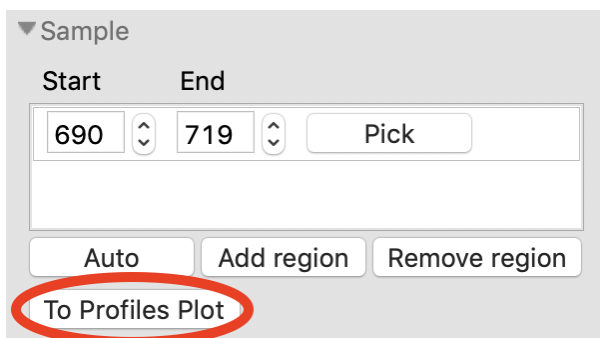 Sample
Start End
690 719 Pick
Auto Add region Remove region
To Profiles Plot